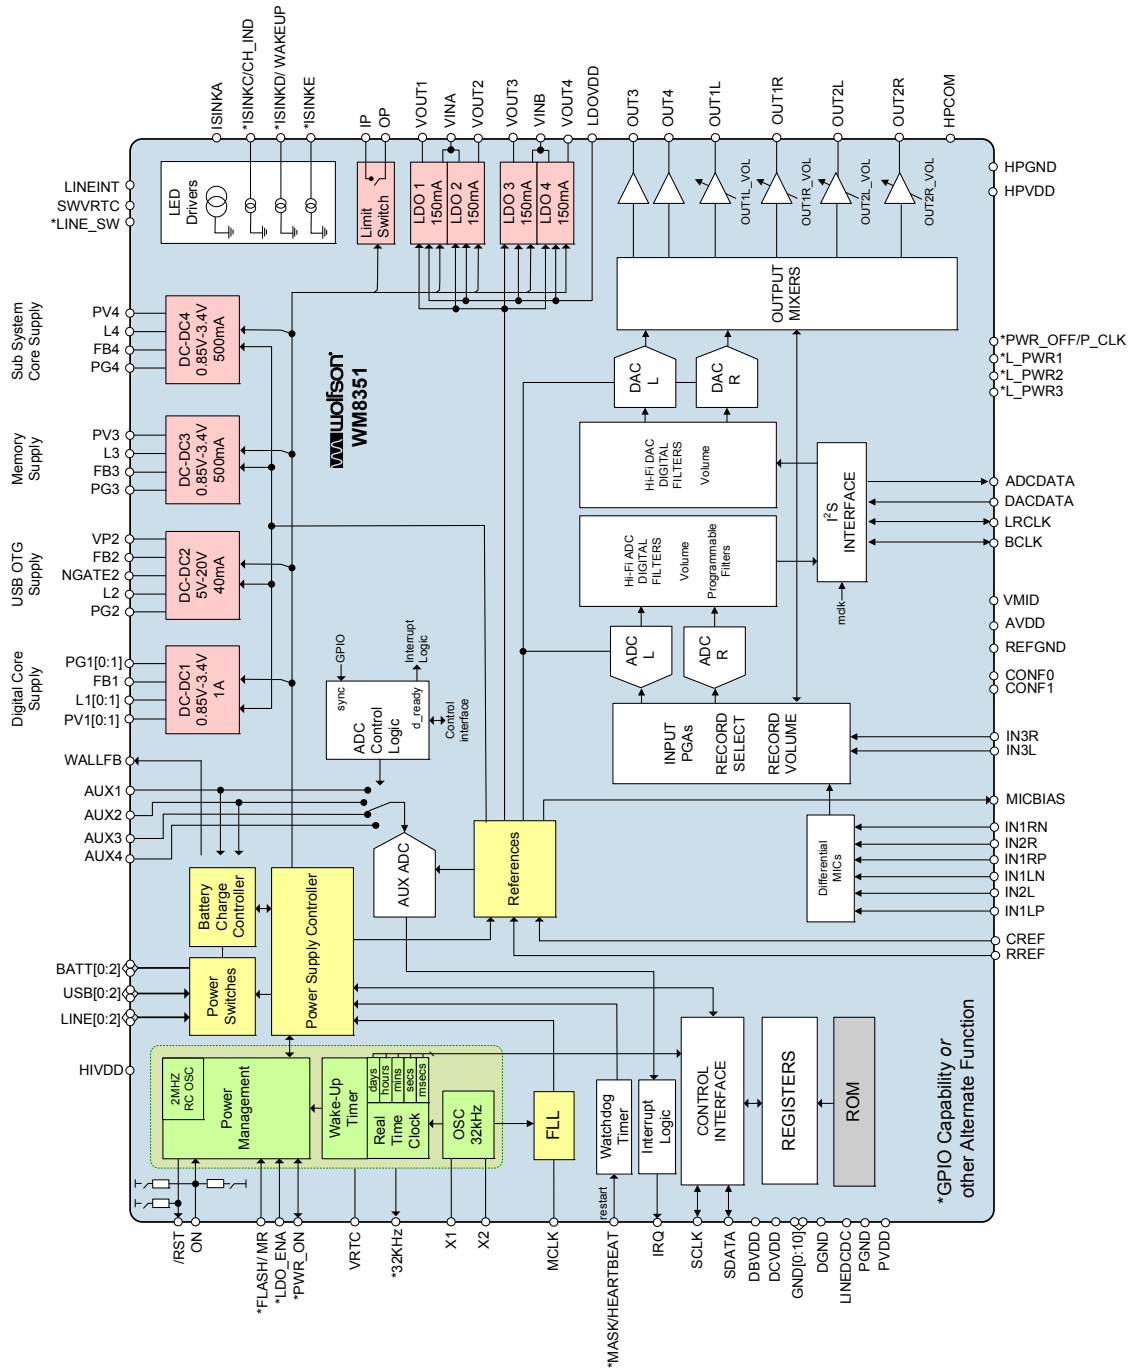 ISINKA
*ISINKC/CH_IND
*ISINKD/ WAKEUP
*ISINKE
IP
OP
VOUT1
VINA
VOUT2
VOUT3
VINB
VOUT4
LDOVDD
OUT3
OUT4
OUT1L
OUT1R
OUT2L
OUT2R
HPCOM
LINEINT
SWVRTC
*LINE_SW
LED
Drivers
Limit
Switch
LDO 1
150mA
LDO 2
150mA
LDO 3
150mA
LDO 4
150mA
OUT1L_VOL
OUT1R_VOL
OUT2L_VOL
OUT2R_VOL
HPGND
HPVDD
Sub System
Core Supply
PV4
L4
FB4
PG4
DC-DC4
0.85V-3.4V
500mA
OUTPUT
MIXERS
*PWR_OFF/P_CLK
*L_PWR1
*L_PWR2
*L_PWR3
wolfson
WM8351
DAC
L
DAC
R
Memory
Supply
PV3
L3
FB3
PG3
DC-DC3
0.85V-3.4V
500mA
Hi-Fi DAC
DIGITAL
FILTERS
Volume
I²S
INTERFACE
ADCDATA
DACDATA
LRCLK
BCLK
USB OTG
Supply
VP2
FB2
NGATE2
L2
PG2
DC-DC2
5V-20V
40mA
Hi-Fi ADC
DIGITAL
FILTERS
Volume
Programmable
Filters
mclk
VMID
AVDD
REFGND
CONF0
CONF1
Digital Core
Supply
PG1[0:1]
FB1
L1[0:1]
PV1[0:1]
DC-DC1
0.85V-3.4V
1A
GPIO
Interrupt
Logic
sync
d_ready
ADC
Control
Logic
Control
interface
ADC
L
ADC
R
INPUT
PGAs
RECORD
SELECT
RECORD
VOLUME
IN3R
IN3L
WALLFB
AUX1
AUX2
AUX3
AUX4
AUX ADC
References
MICBIAS
Differential
MICs
IN1RN
IN2R
IN1RP
IN1LN
IN2L
IN1LP
CREF
RREF
Battery
Charge
Controller
Power Supply Controller
Power
Switches
BATT[0:2]
USB[0:2]
LINE[0:2]
HIVDD
2MHZ
RC OSC
Power
Management
Wake-Up
Timer
days
hours
mins
secs
msecs
Real
Time
Clock
OSC
32kHz
FLL
Watchdog
Timer
Interrupt
Logic
CONTROL
INTERFACE
REGISTERS
ROM
*GPIO Capability or
other Alternate Function
restart
/RST
ON
*FLASH/ MR
*LDO_ENA
*PWR_ON
VRTC
*32KHz
X1
X2
MCLK
*MASK/HEARTBEAT
IRQ
SCLK
SDATA
DBVDD
DCVDD
GND[0:10]
DGND
LINEDCDC
PGND
PVDD